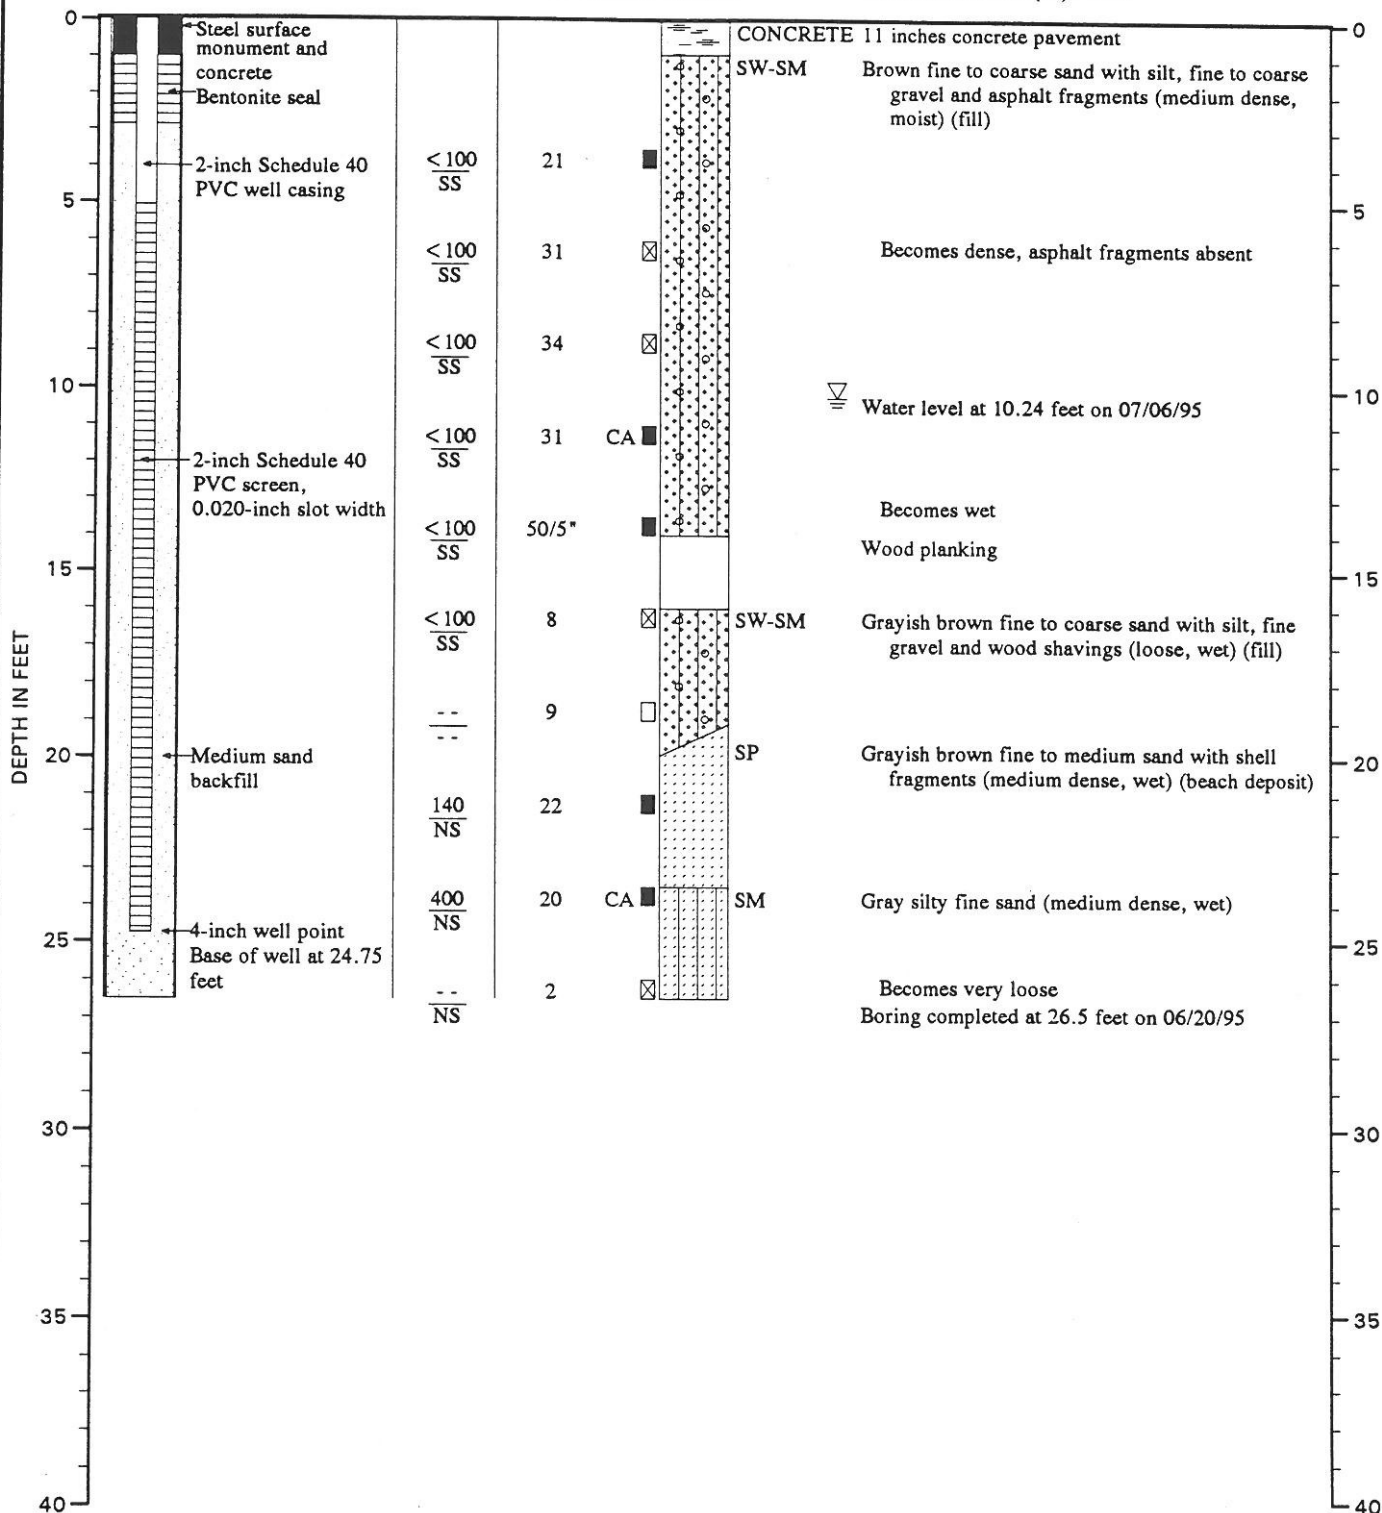 0
Steel surface
monument and
concrete
Bentonite seal
2-inch Schedule 40
PVC well casing
5
10
2-inch Schedule 40
PVC screen,
0.020-inch slot width
15
DEPTH IN FEET
20
Medium sand
backfill
4-inch well point
25
Base of well at 24.75
feet
30
35
40
<100
SS
21
<100
SS
31
<100
SS
34
<100
SS
31
CA
<100
SS
50/5"
<100
SS
8
--
--
9
140
NS
22
400
NS
20
CA
--
NS
2
CONCRETE 11 inches concrete pavement
SW-SM Brown fine to coarse sand with silt, fine to coarse
gravel and asphalt fragments (medium dense,
moist) (fill)
Becomes dense, asphalt fragments absent
Water level at 10.24 feet on 07/06/95
Becomes wet
Wood planking
SW-SM Grayish brown fine to coarse sand with silt, fine
gravel and wood shavings (loose, wet) (fill)
SP Grayish brown fine to medium sand with shell
fragments (medium dense, wet) (beach deposit)
SM Gray silty fine sand (medium dense, wet)
Becomes very loose
Boring completed at 26.5 feet on 06/20/95
0
5
10
15
20
25
30
35
40